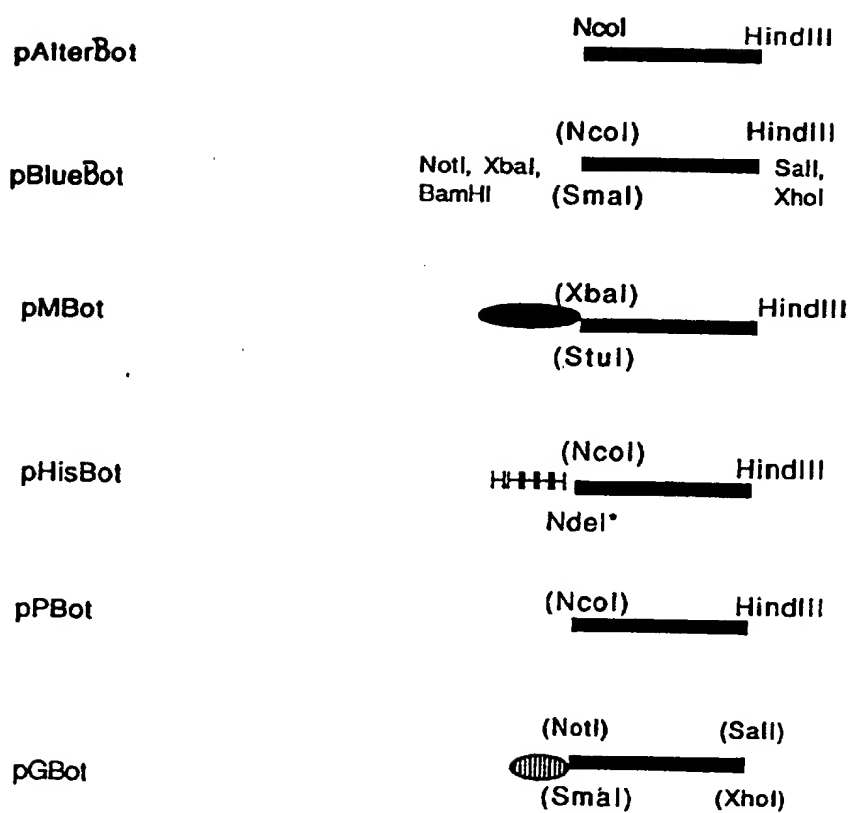 pAlterBot
NcoI HindIII
pBlueBot
(NcoI) HindIII
NotI, XbaI, SalI,
BamHI (SmaI) XhoI
pMBot
(XbaI) HindIII
(StuI)
pHisBot
(NcoI) HindIII
HHHHH
NdeI*
pPBot
(NcoI) HindIII
pGBot
(NotI) (SalI)
(SmaI) (XhoI)